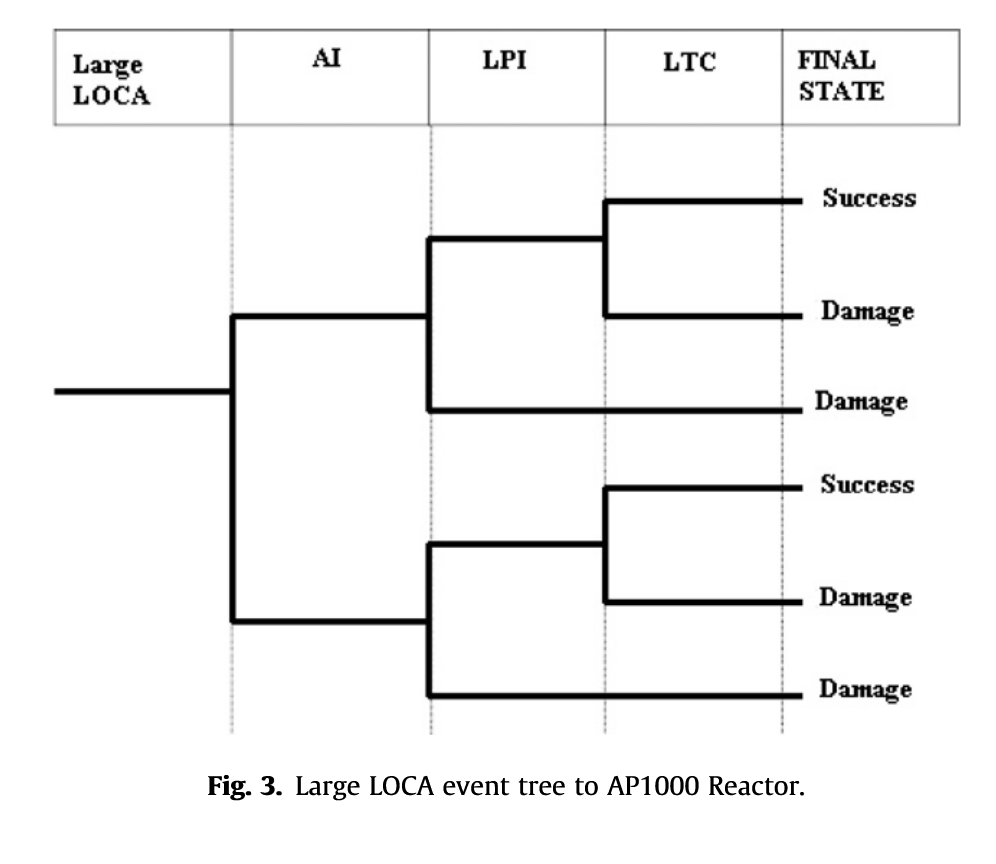 Large
LOCA
AI
LPI
LTC
FINAL
STATE
Success
Damage
Damage
Success
Damage
Damage
Fig. 3. Large LOCA event tree to AP1000 Reactor.